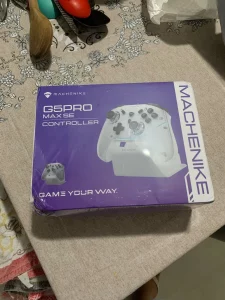 MACHENIKE
G5PRO
MAX SE
CONTROLLER
GAME YOUR WAY.
MACHENIKE